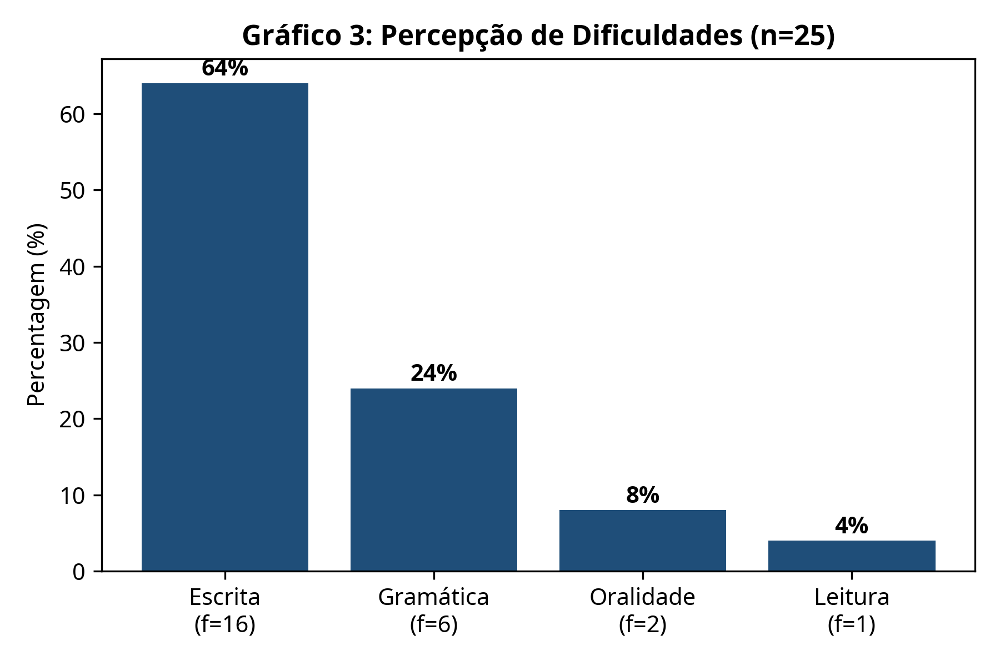 Gráfico 3: Percepção de Dificuldades (n=25)
Percentagem (%)
60
50
40
30
20
10
0
64%
24%
8%
4%
Escrita
(f=16)
Gramática
(f=6)
Oralidade
(f=2)
Leitura
(f=1)